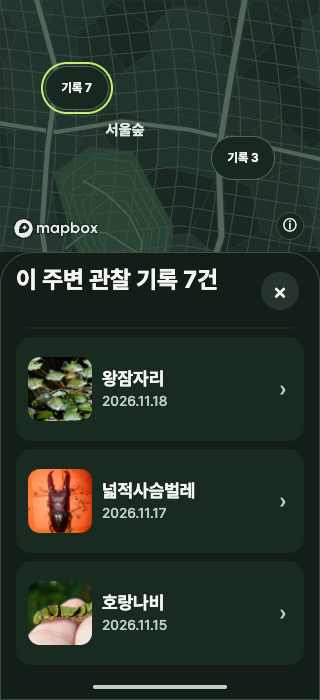 기록 7
서울숲
기록 3
mapbox
이 주변 관찰 기록 7건
왕잠자리
2026.11.18
넓적사슴벌레
2026.11.17
호랑나비
2026.11.15